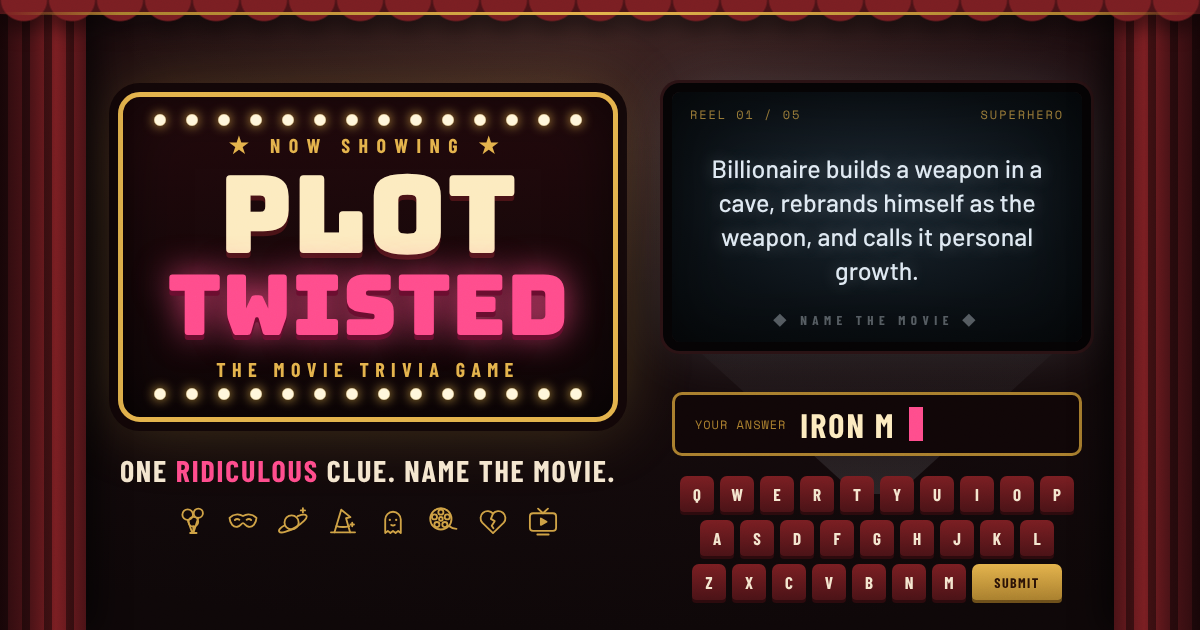 ★ NOW SHOWING ★
PLOT
TWISTED
THE MOVIE TRIVIA GAME
ONE RIDICULOUS CLUE. NAME THE MOVIE.
REEL 01 / 05
SUPERHERO
Billionaire builds a weapon in a
cave, rebrands himself as the
weapon, and calls it personal
growth.
◆ NAME THE MOVIE ◆
YOUR ANSWER IRON M
Q W E R T Y U I O P
A S D F G H J K L
Z X C V B N M SUBMIT